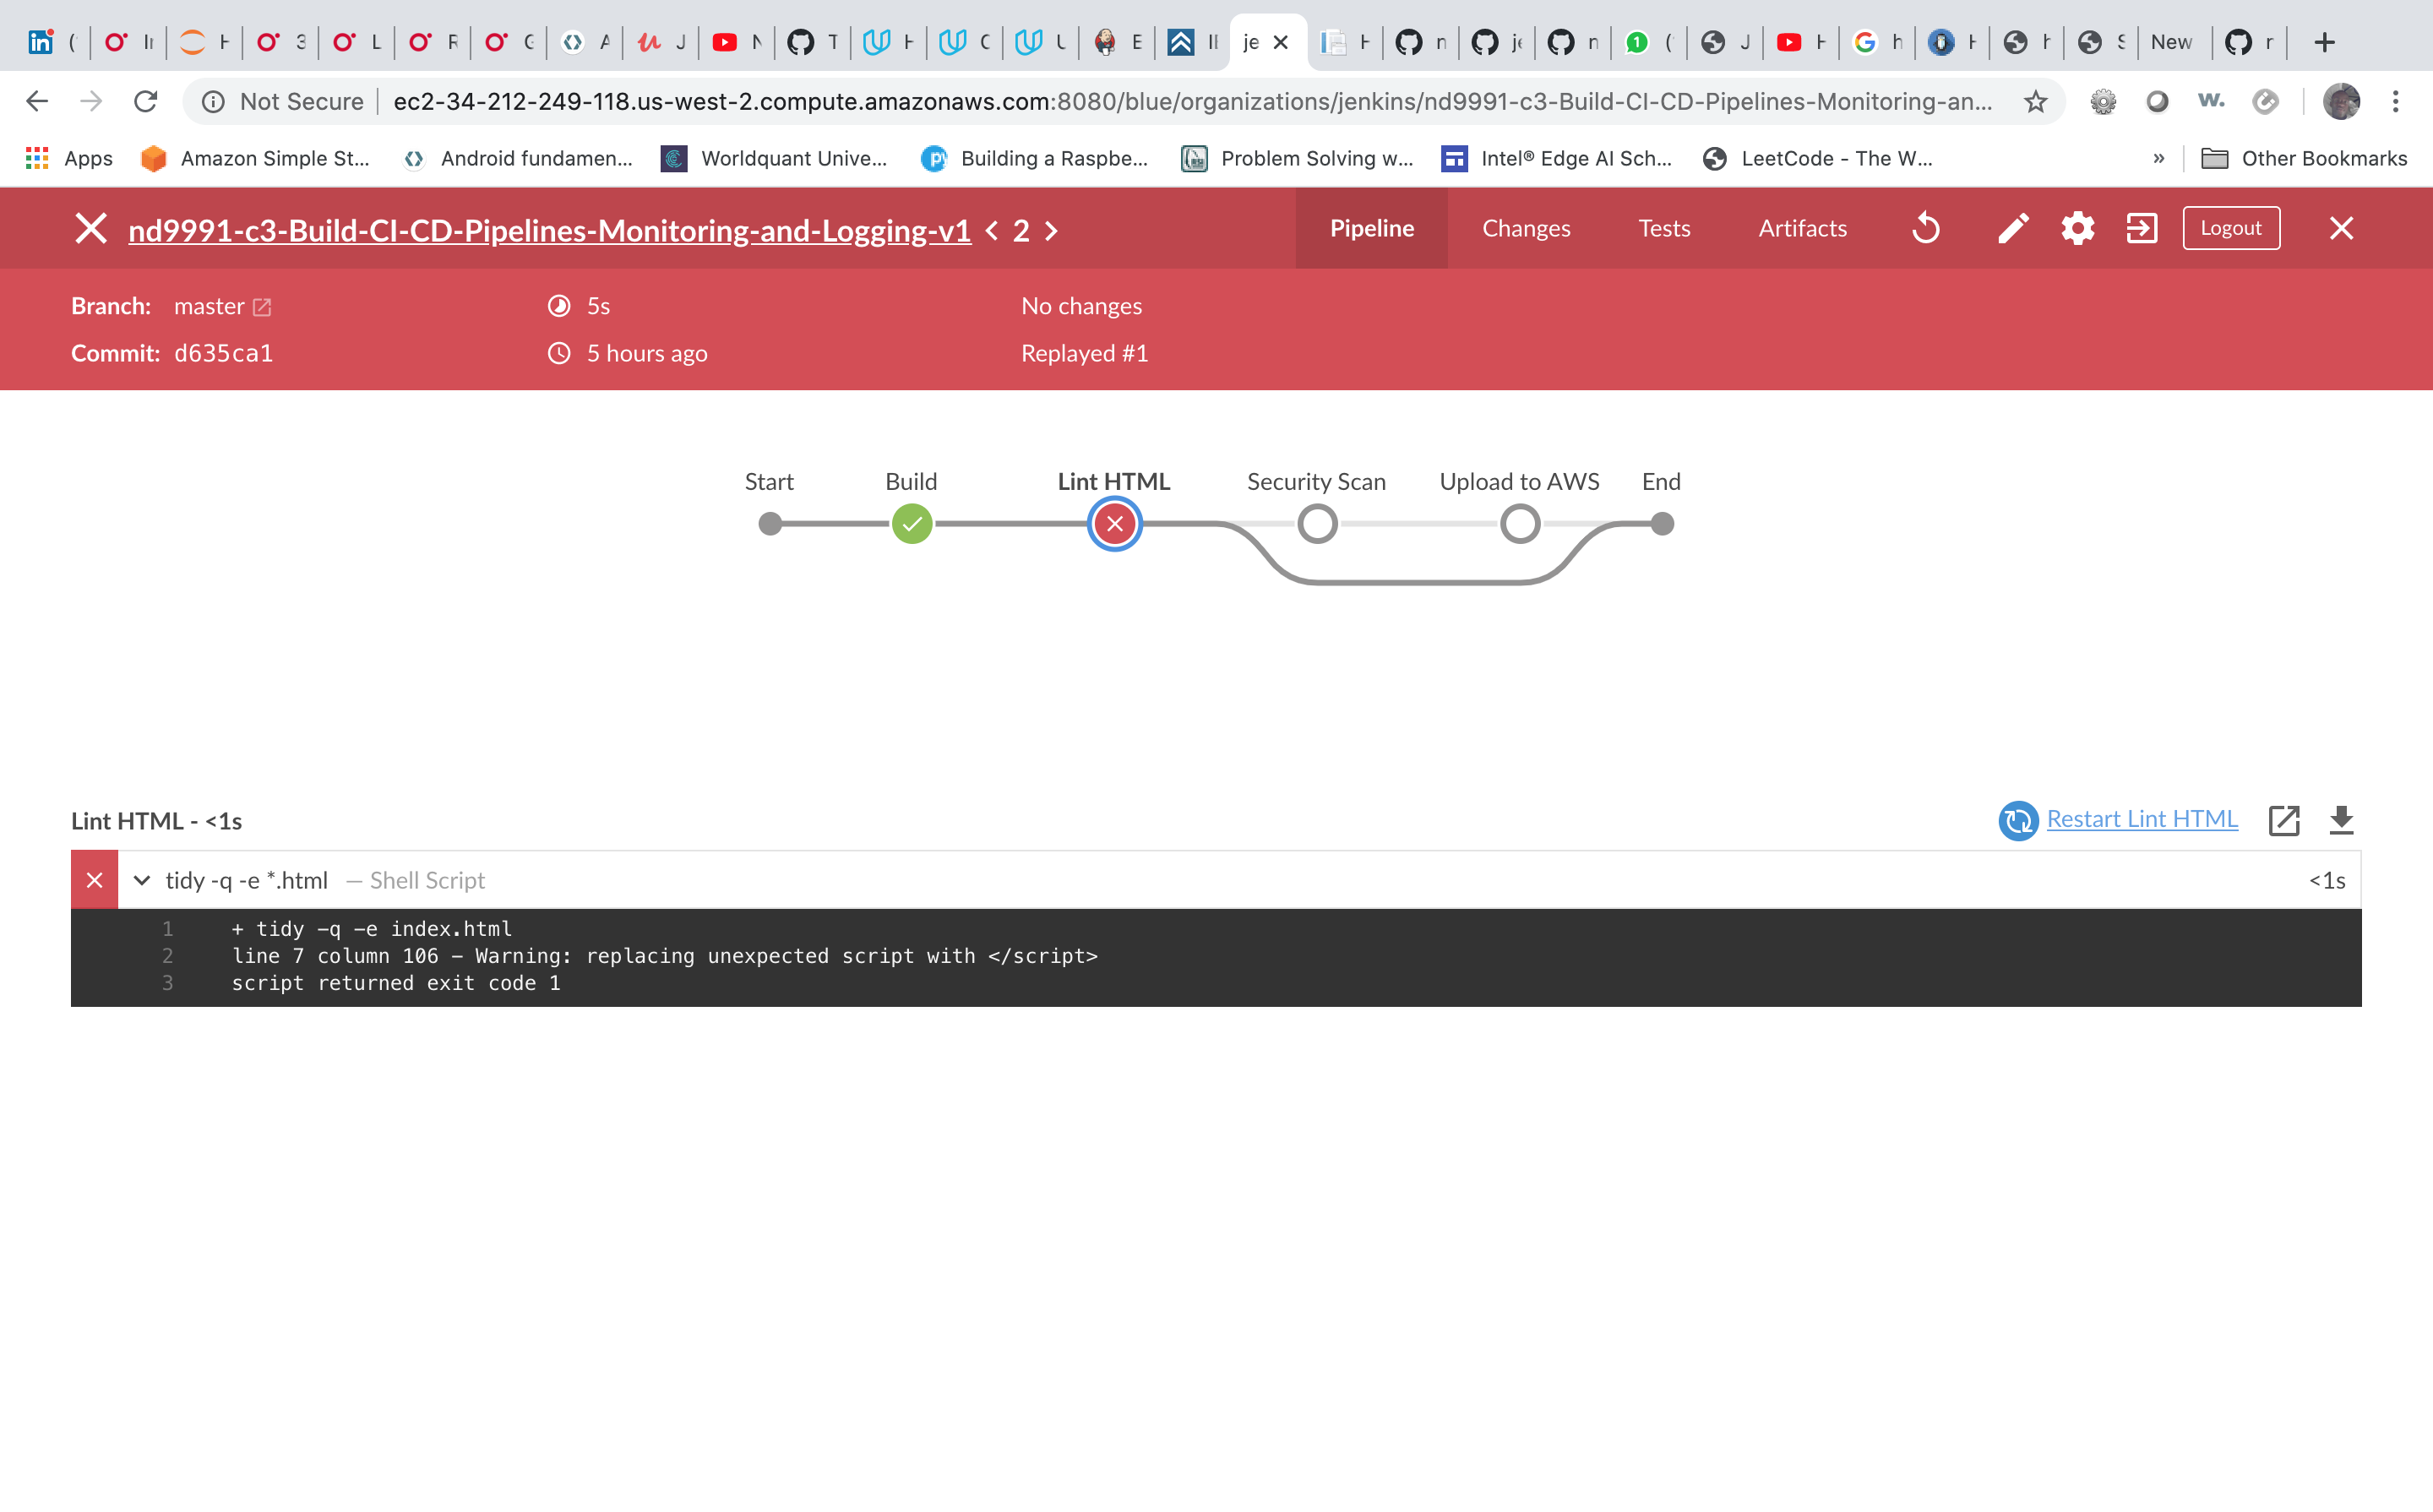 New
Not Secure
ec2-34-212-249-118.us-west-2.compute.amazonaws.com:8080/blue/organizations/jenkins/nd9991-c3-Build-CI-CD-Pipelines-Monitoring-an...
Apps
Amazon Simple St...
Android fundamen...
Worldquant Unive...
Building a Raspbe...
Problem Solving w...
Intel® Edge AI Sch...
LeetCode - The W...
»
Other Bookmarks
nd9991-c3-Build-CI-CD-Pipelines-Monitoring-and-Logging-v1 < 2 >
Pipeline
Changes
Tests
Artifacts
Logout
Branch: master
5s
No changes
Commit: d635ca1
5 hours ago
Replayed #1
Start
Build
Lint HTML
Security Scan
Upload to AWS
End
Lint HTML - <1s
Restart Lint HTML
tidy -q -e *.html — Shell Script
<1s
1 + tidy -q -e index.html
2 line 7 column 106 - Warning: replacing unexpected script with </script>
3 script returned exit code 1